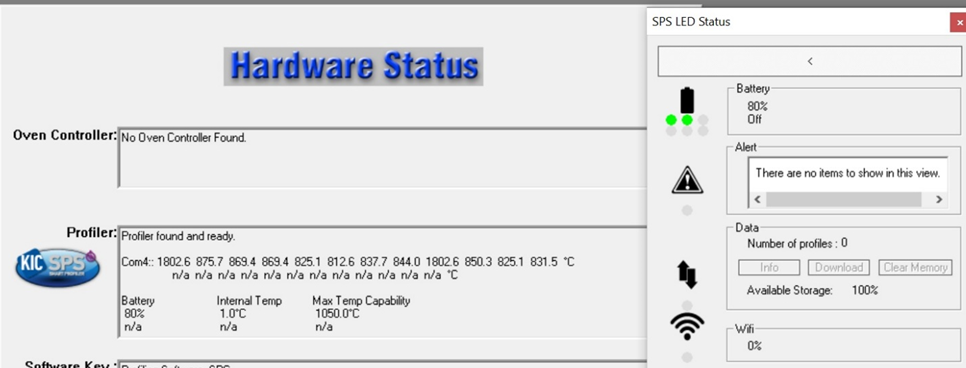 Hardware Status
Oven Controller:
No Oven Controller Found.
Profiler:
Profiler found and ready.
KIC SPS
SMART PROFILER
Com4:: 1802.6 875.7 869.4 869.4 825.1 812.6 837.7 844.0 1802.6 850.3 825.1 831.5 °C
n/a n/a n/a n/a n/a n/a n/a n/a n/a n/a n/a n/a °C
Battery Internal Temp Max Temp Capability
80% 1.0°C 1050.0°C
n/a n/a n/a
Software Key:
SPS LED Status
<
Battery
80%
Off
Alert
There are no items to show in this view.
Data
Number of profiles : 0
Info Download Clear Memory
Available Storage: 100%
Wifi
0%